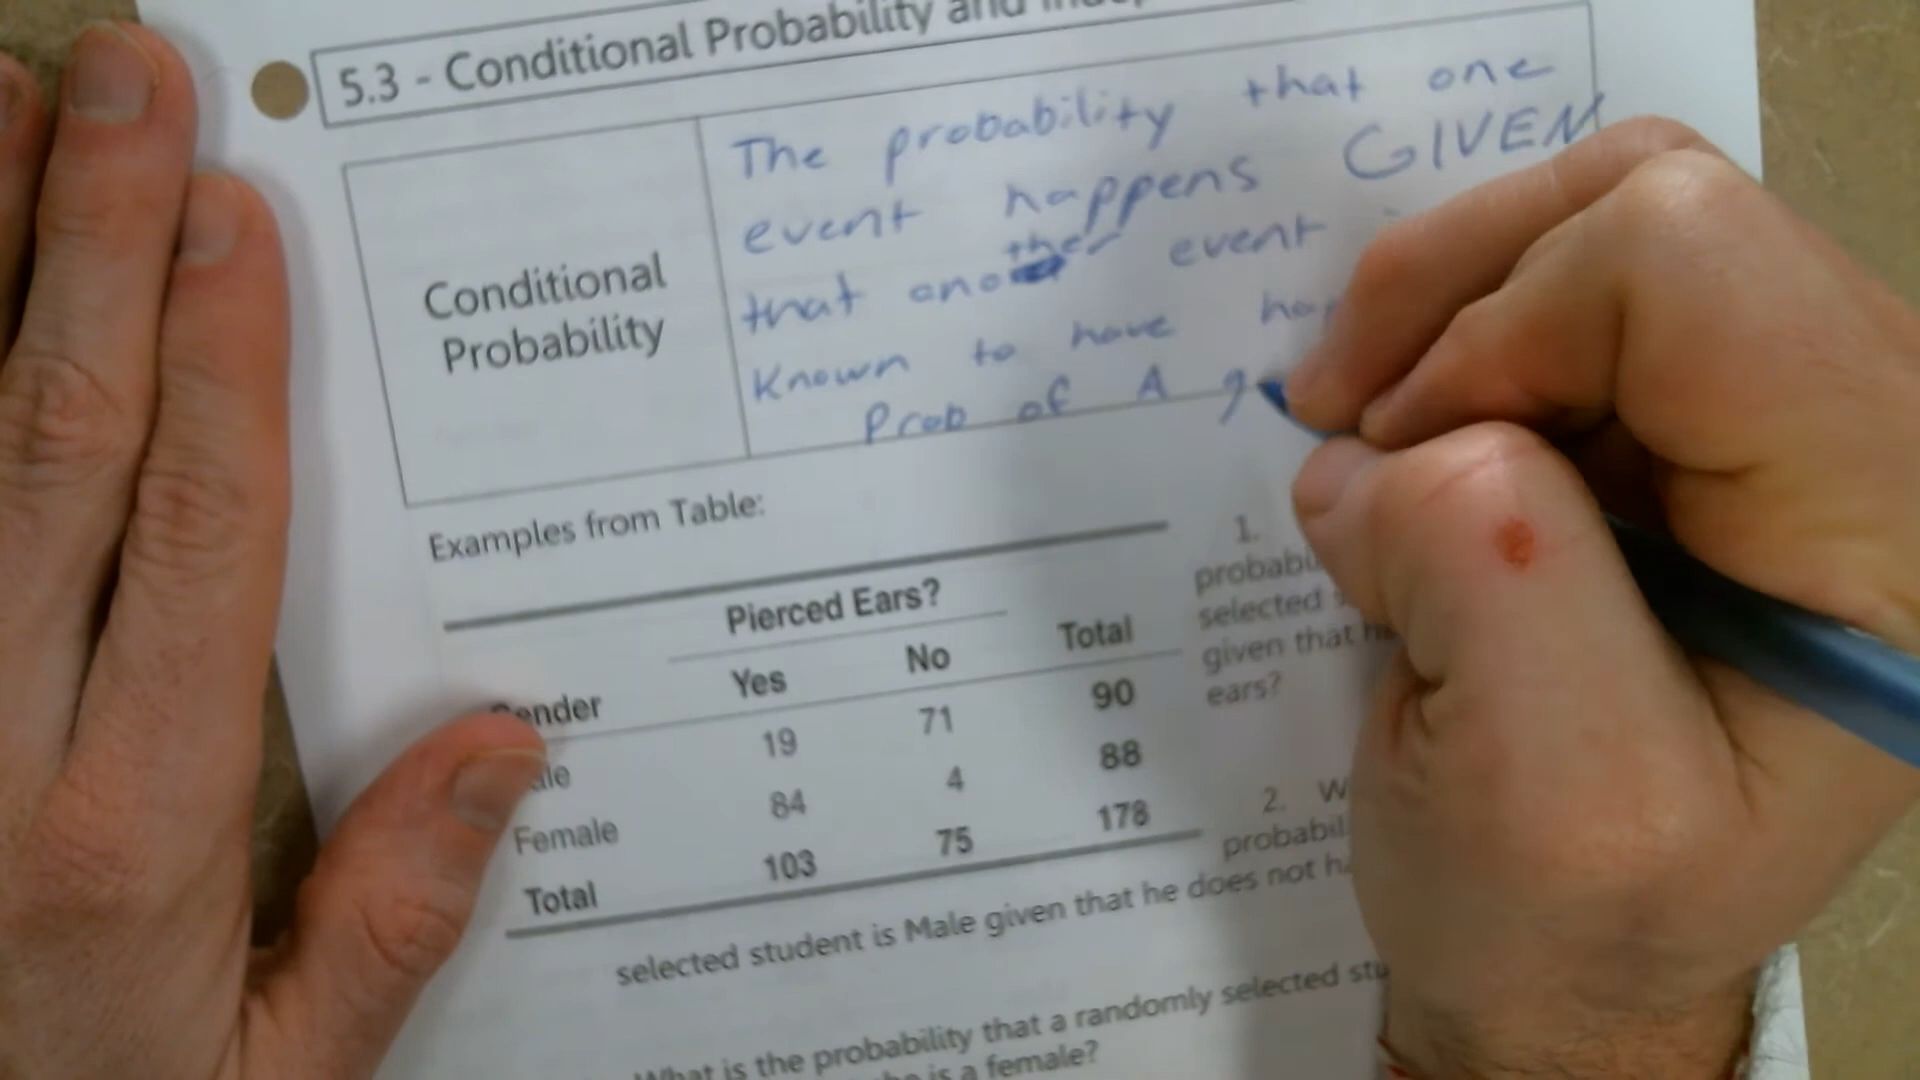 5.3 - Conditional Probability and
The probability that one
event happens GIVEN
that another event
Known to have
Prob of A
Conditional
Probability
Examples from Table:
Pierced Ears?
Gender Yes No Total
19 71 90
Female 84 4 88
Total 103 75 178
1.
selected
given that
ears?
2.
selected student is Male given that he does not
What is the probability that a randomly selected
is a female?